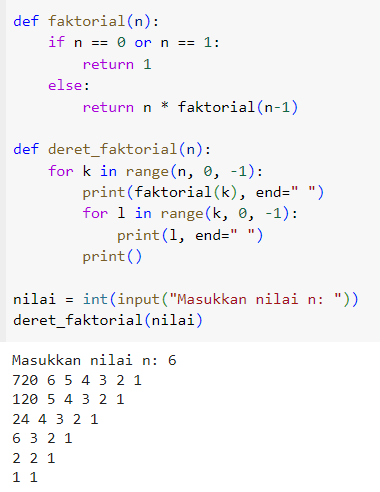 def faktorial(n):
    if n == 0 or n == 1:
        return 1
    else:
        return n * faktorial(n-1)

def deret_faktorial(n):
    for k in range(n, 0, -1):
        print(faktorial(k), end=" ")
        for l in range(k, 0, -1):
            print(l, end=" ")
        print()

nilai = int(input("Masukkan nilai n: "))
deret_faktorial(nilai)
Masukkan nilai n: 6
720 6 5 4 3 2 1
120 5 4 3 2 1
24 4 3 2 1
6 3 2 1
2 2 1
1 1